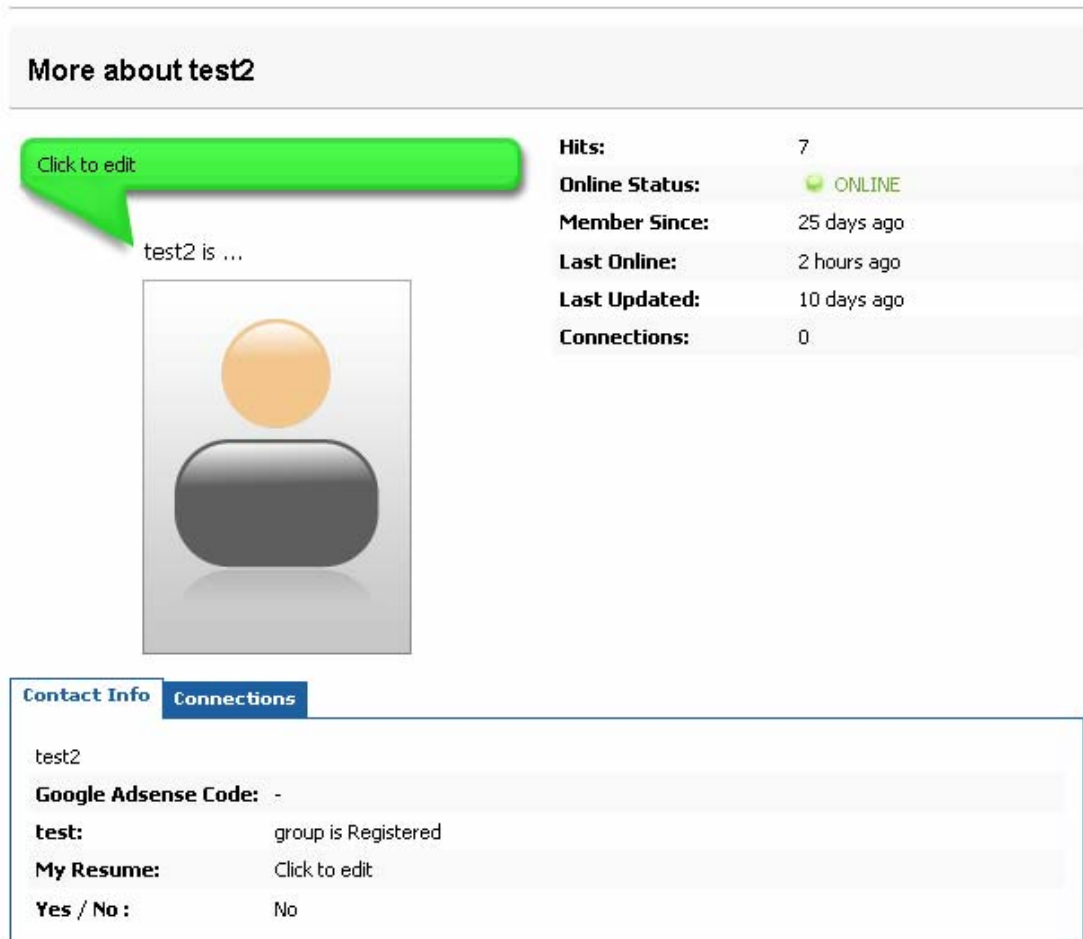 More about test2
Click to edit
test2 is ...
Hits: 7
Online Status: ONLINE
Member Since: 25 days ago
Last Online: 2 hours ago
Last Updated: 10 days ago
Connections: 0
Contact Info Connections
test2
Google Adsense Code: -
test: group is Registered
My Resume: Click to edit
Yes / No : No